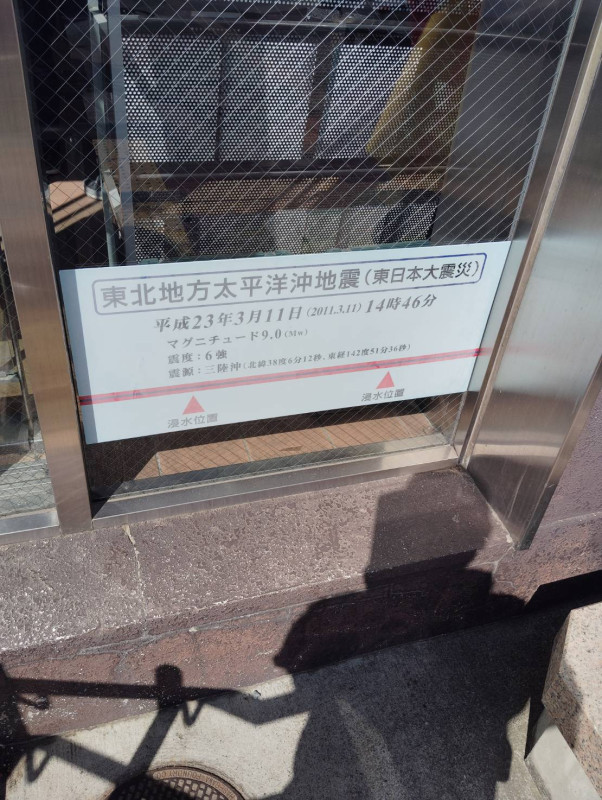 東北地方太平洋沖地震(東日本大震災)
平成23年3月11日(2011.3.11)14時46分
マグニチュード9.0(Mw)
震度:6強
震源:三陸沖(北緯38度6分12秒、東経142度51分36秒)
浸水位置
浸水位置